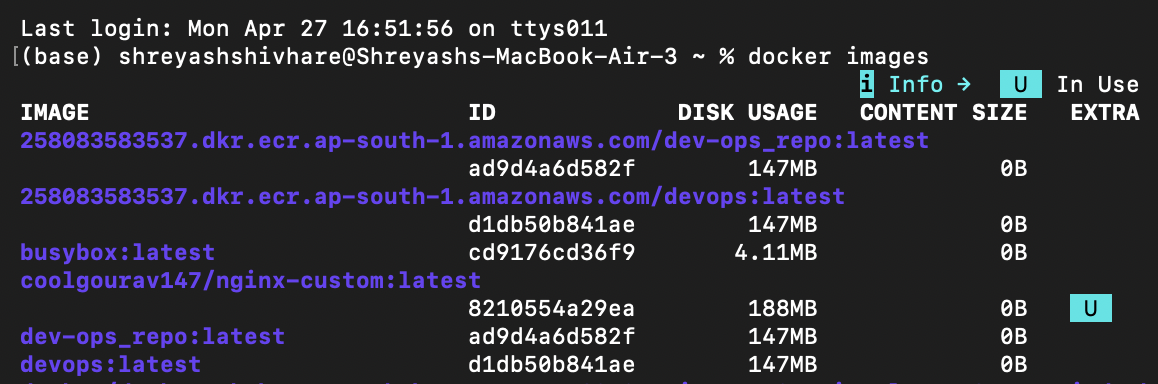 Last login: Mon Apr 27 16:51:56 on ttys011
[(base) shreyashshivhare@Shreyashs-MacBook-Air-3 ~ % docker images
i Info → U In Use
IMAGE ID DISK USAGE CONTENT SIZE EXTRA
258083583537.dkr.ecr.ap-south-1.amazonaws.com/dev-ops_repo:latest
ad9d4a6d582f 147MB 0B
258083583537.dkr.ecr.ap-south-1.amazonaws.com/devops:latest
d1db50b841ae 147MB 0B
busybox:latest cd9176cd36f9 4.11MB 0B
coolgourav147/nginx-custom:latest
8210554a29ea 188MB 0B U
dev-ops_repo:latest ad9d4a6d582f 147MB 0B
devops:latest d1db50b841ae 147MB 0B